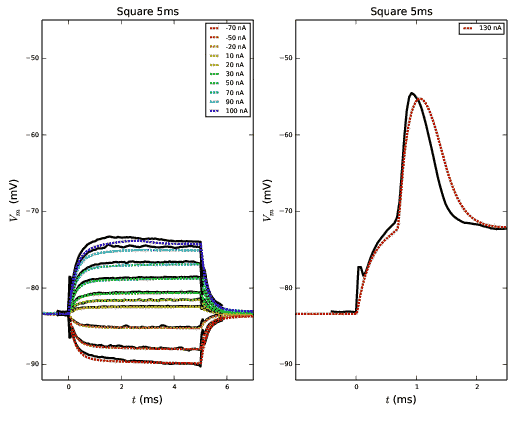 Square 5ms
-70 nA
-50 nA
-20 nA
10 nA
20 nA
30 nA
50 nA
70 nA
90 nA
100 nA
−50
−60
−70
−80
−90
V_m (mV)
0
2
4
6
t (ms)
Square 5ms
130 nA
−50
−60
−70
−80
−90
V_m (mV)
0
1
2
t (ms)